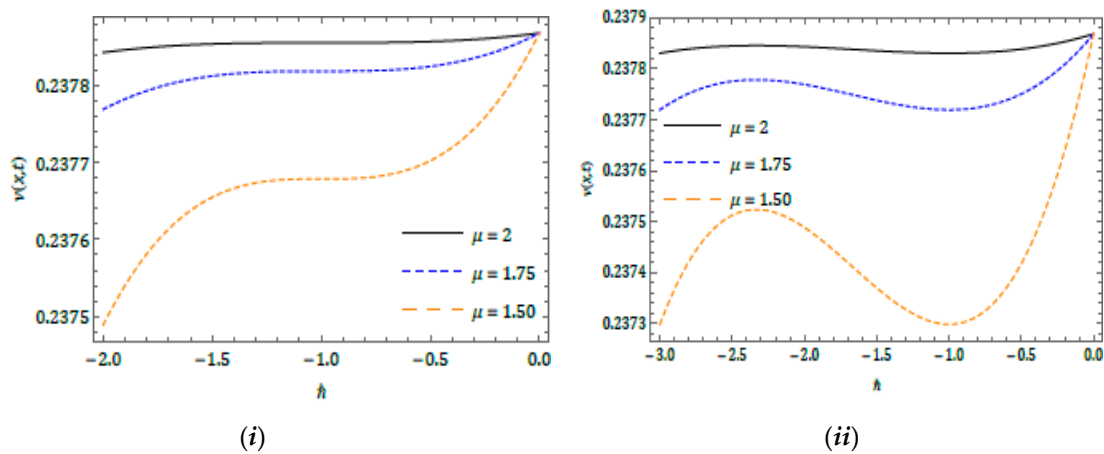 v(x,t)
0.2378
0.2377
0.2376
0.2375
μ = 2
μ = 1.75
μ = 1.50
−2.0 −1.5 −1.0 −0.5 0.0
ℏ
(i)
v(x,t)
0.2379
0.2378
0.2377
0.2376
0.2375
0.2374
0.2373
μ = 2
μ = 1.75
μ = 1.50
−3.0 −2.5 −2.0 −1.5 −1.0 −0.5 0.0
ℏ
(ii)